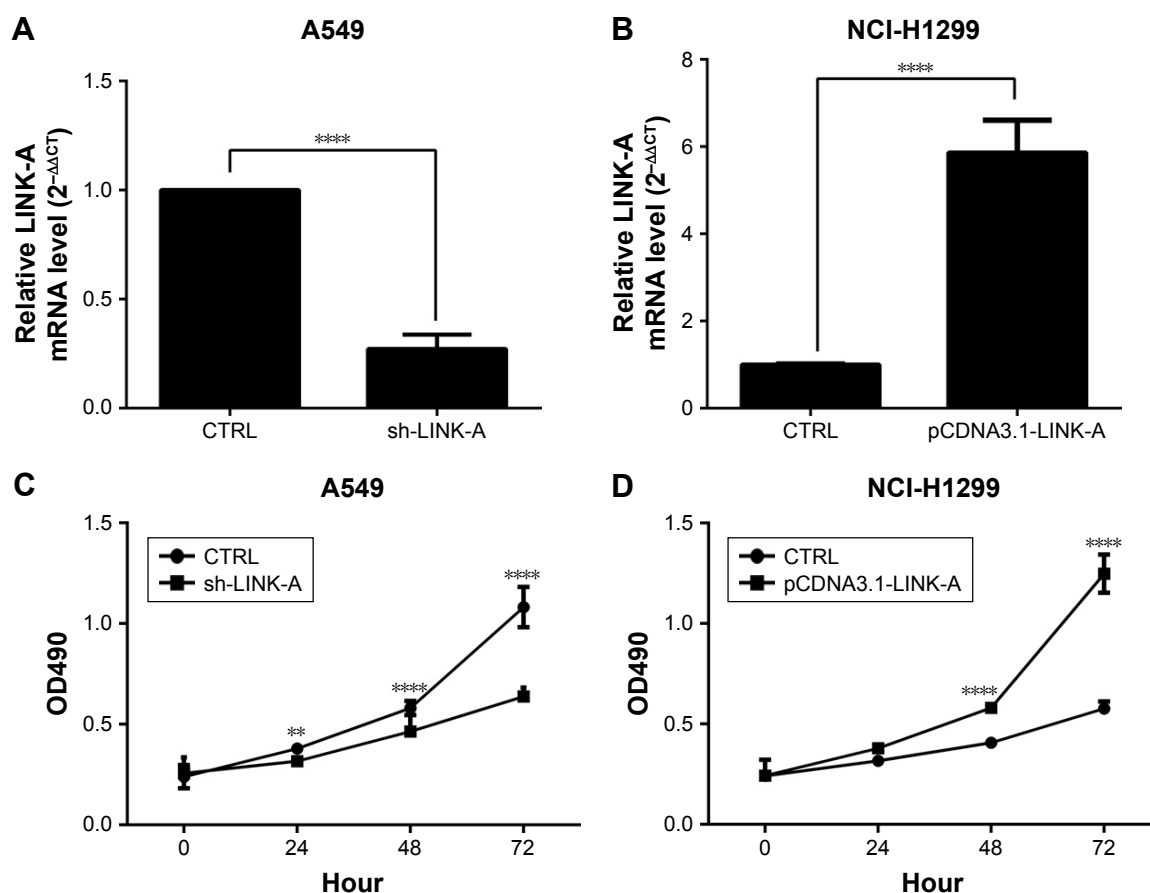 A
A549
Relative LINK-A
mRNA level (2−ΔΔCT)
1.5
1.0
0.5
0.0
****
CTRL
sh-LINK-A
B
NCI-H1299
Relative LINK-A
mRNA level (2−ΔΔCT)
8
6
4
2
0
****
CTRL
pCDNA3.1-LINK-A
C
A549
OD490
1.5
1.0
0.5
0.0
CTRL
sh-LINK-A
**
****
****
0 24 48 72
Hour
D
NCI-H1299
OD490
1.5
1.0
0.5
0.0
CTRL
pCDNA3.1-LINK-A
****
****
0 24 48 72
Hour